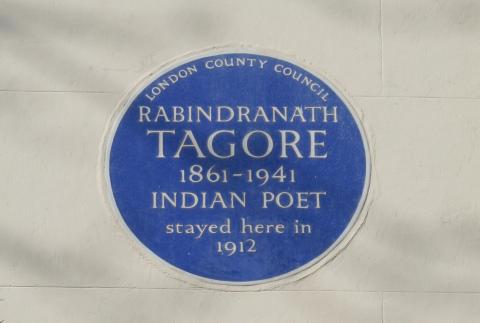 LONDON COUNTY COUNCIL
RABINDRANATH
TAGORE
1861-1941
INDIAN POET
stayed here in
1912